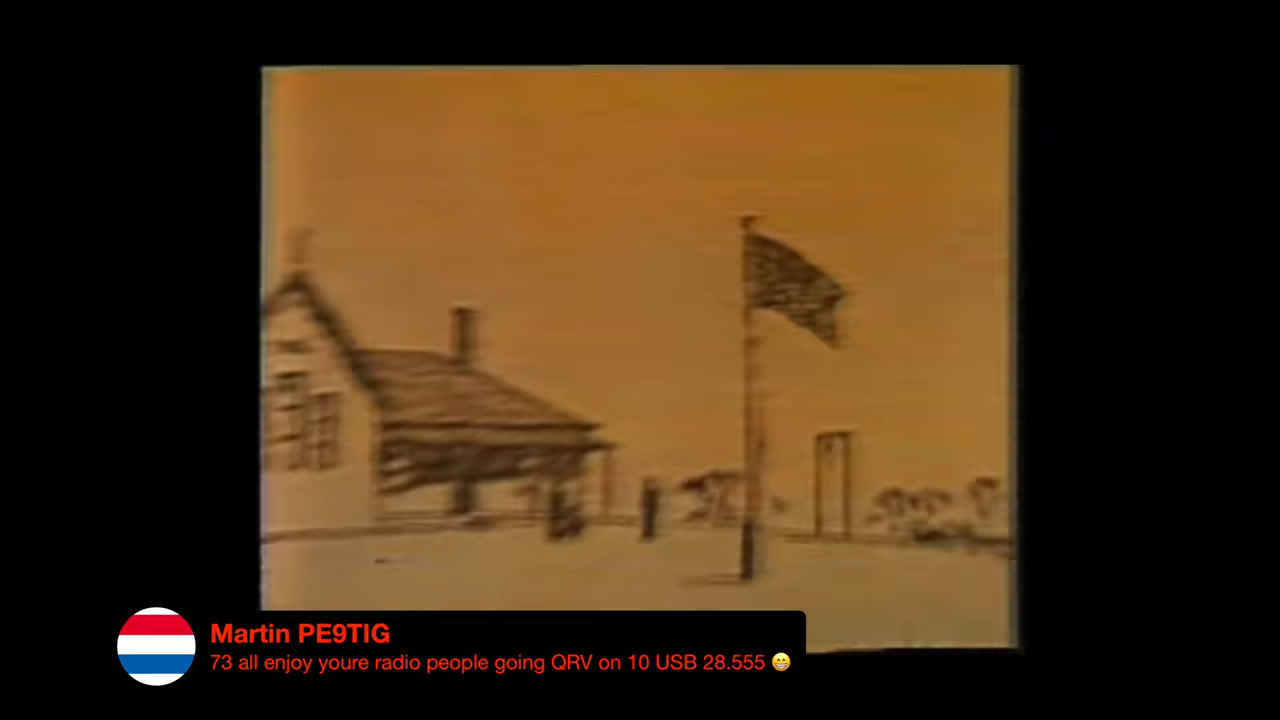 Martin PE9TIG
73 all enjoy youre radio people going QRV on 10 USB 28.555 😁